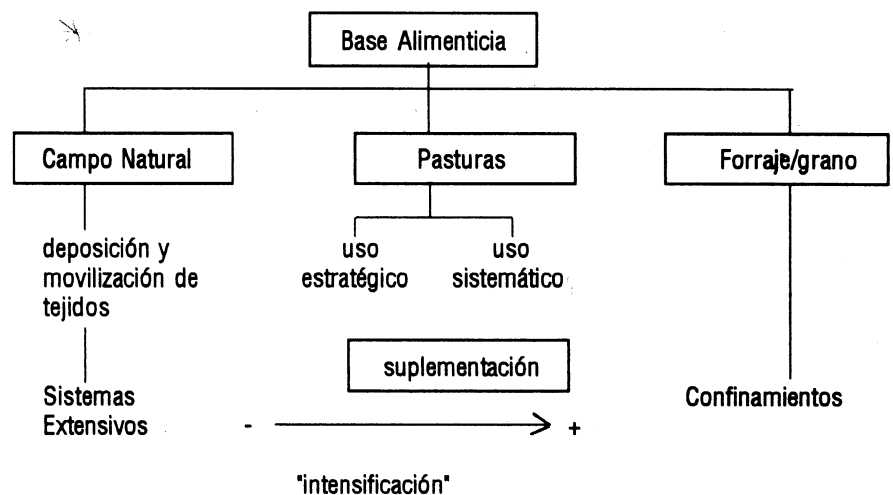 Base Alimenticia
Campo Natural
Pasturas
Forraje/grano
deposición y
movilización de
tejidos
uso
estratégico
uso
sistemático
suplementación
Sistemas
Extensivos
- +
Confinamientos
"intensificación"